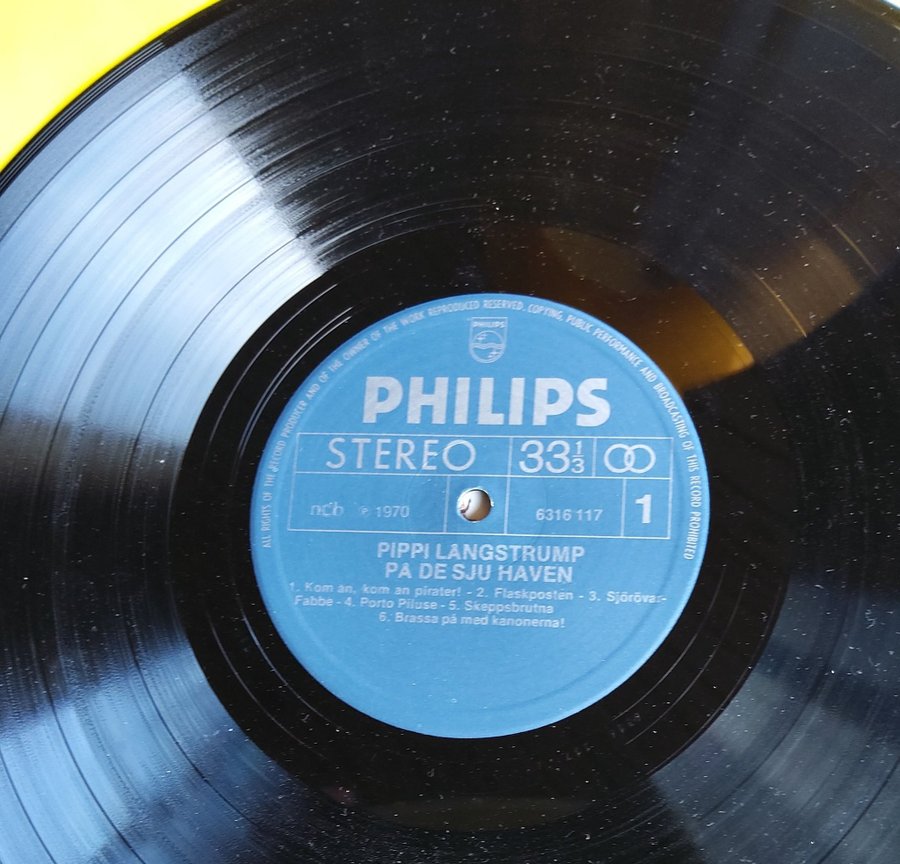 ALL RIGHTS OF THE RECORD PRODUCER AND OF THE OWNER OF THE WORK REPRODUCED RESERVED. COPYING, PUBLIC PERFORMANCE AND BROADCASTING OF THIS RECORD PROHIBITED
PHILIPS
PHILIPS
STEREO 33 1/3
ncb ℗ 1970 6316 117 1
PIPPI LANGSTRUMP
PA DE SJU HAVEN
1. Kom an, kom an pirater! - 2. Flaskposten - 3. Sjörövar-
Fabbe - 4. Porto Piluse - 5. Skeppsbrutna
6. Brassa på med kanonerna!